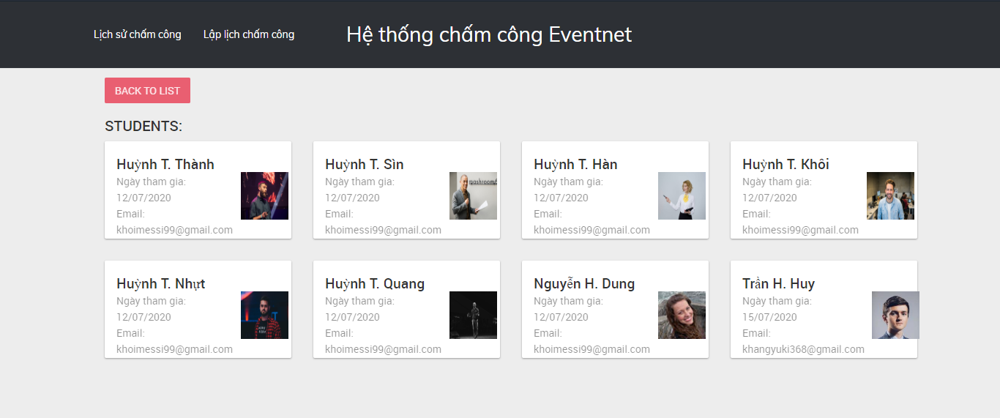 Lịch sử chấm công
Lập lịch chấm công
Hệ thống chấm công Eventnet
BACK TO LIST
STUDENTS:
Huỳnh T. Thành
Ngày tham gia:
12/07/2020
Email:
khoimessi99@gmail.com
Huỳnh T. Sìn
Ngày tham gia:
12/07/2020
Email:
khoimessi99@gmail.com
Huỳnh T. Hàn
Ngày tham gia:
12/07/2020
Email:
khoimessi99@gmail.com
Huỳnh T. Khôi
Ngày tham gia:
12/07/2020
Email:
khoimessi99@gmail.com
Huỳnh T. Nhựt
Ngày tham gia:
12/07/2020
Email:
khoimessi99@gmail.com
Huỳnh T. Quang
Ngày tham gia:
12/07/2020
Email:
khoimessi99@gmail.com
Nguyễn H. Dung
Ngày tham gia:
12/07/2020
Email:
khoimessi99@gmail.com
Trần H. Huy
Ngày tham gia:
15/07/2020
Email:
khangyuki368@gmail.com